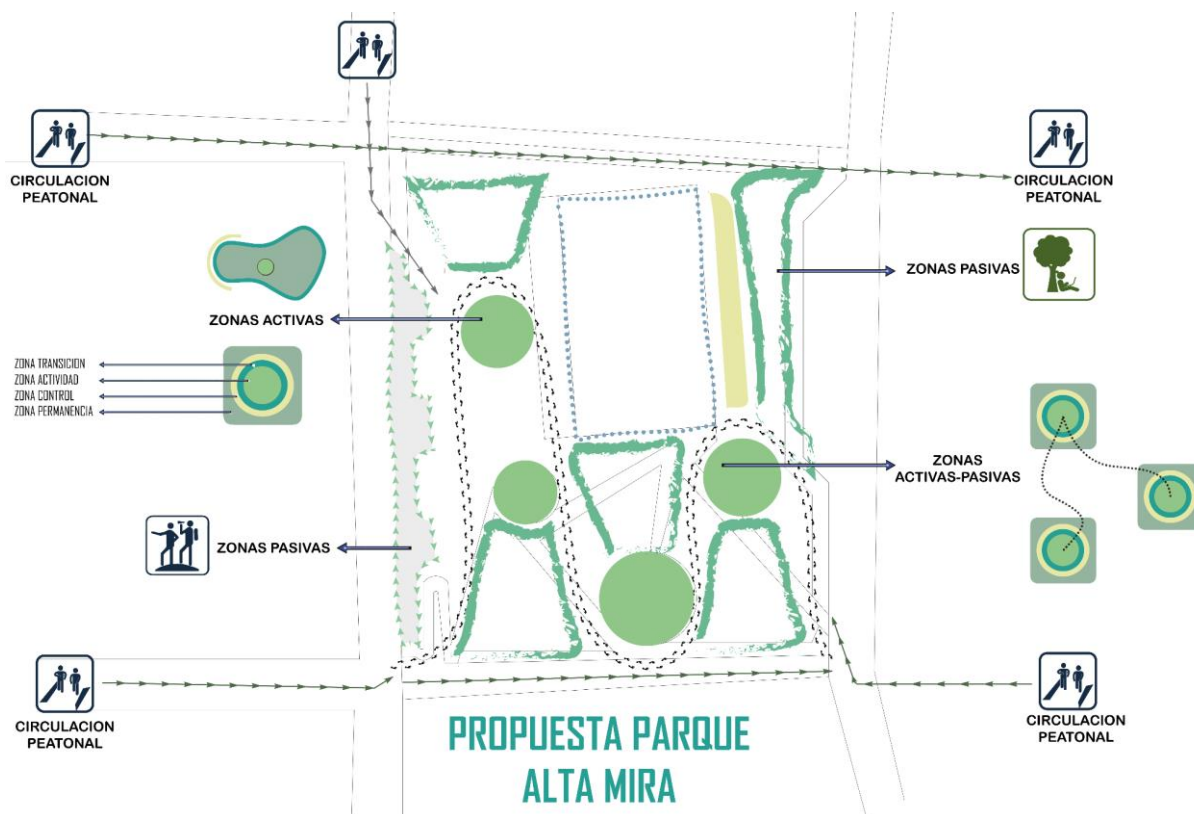 CIRCULACION
PEATONAL
CIRCULACION
PEATONAL
ZONAS PASIVAS
ZONAS ACTIVAS
ZONA TRANSICION
ZONA ACTIVIDAD
ZONA CONTROL
ZONA PERMANENCIA
ZONAS
ACTIVAS-PASIVAS
ZONAS PASIVAS
CIRCULACION
PEATONAL
CIRCULACION
PEATONAL
PROPUESTA PARQUE
ALTA MIRA